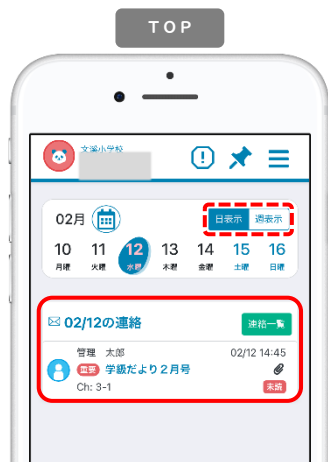 TOP
文溪小学校
02月
日表示 週表示
10 11 12 13 14 15 16
月曜 火曜 水曜 木曜 金曜 土曜 日曜
02/12の連絡
連絡一覧
管理 太郎 02/12 14:45
重要 学級だより２月号
Ch: 3-1 未読